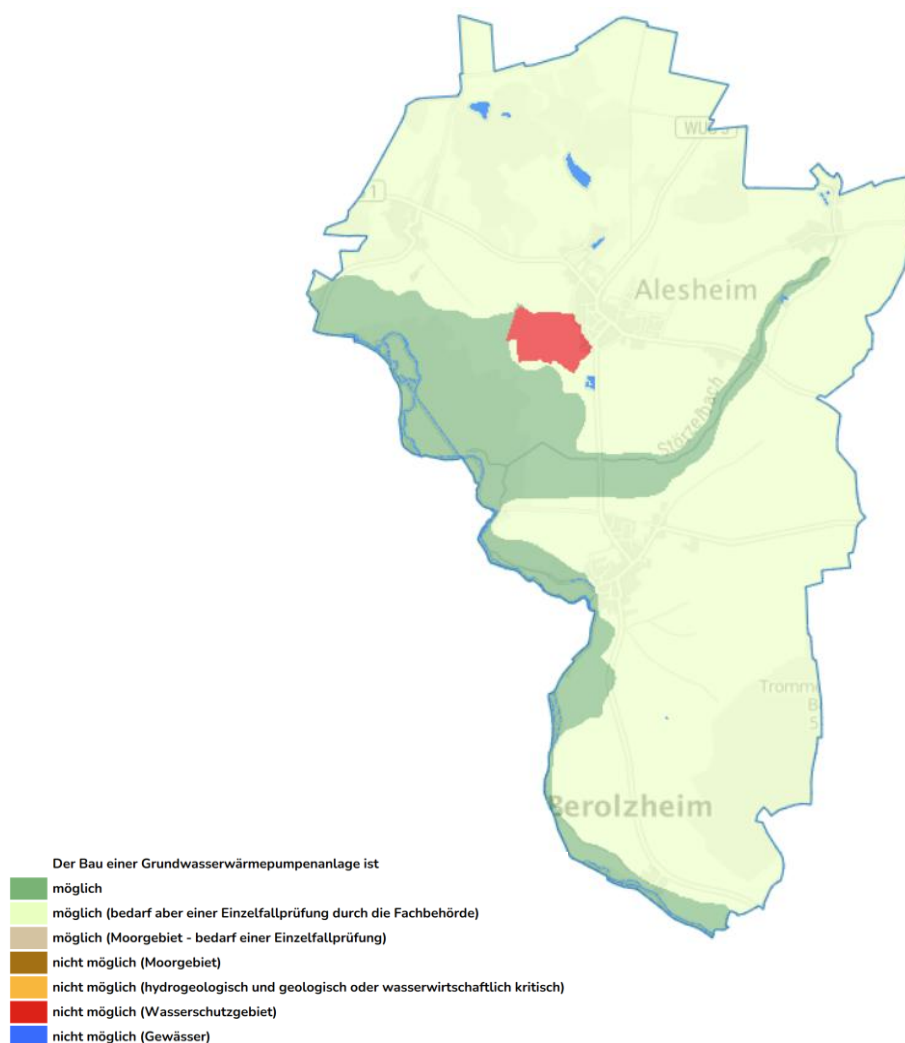 WUG 5
1
Alesheim
Störzelbach
Tromm
B
5
Berolzheim
Der Bau einer Grundwasserwärmepumpenanlage ist
möglich
möglich (bedarf aber einer Einzelfallprüfung durch die Fachbehörde)
möglich (Moorgebiet - bedarf einer Einzelfallprüfung)
nicht möglich (Moorgebiet)
nicht möglich (hydrogeologisch und geologisch oder wasserwirtschaftlich kritisch)
nicht möglich (Wasserschutzgebiet)
nicht möglich (Gewässer)